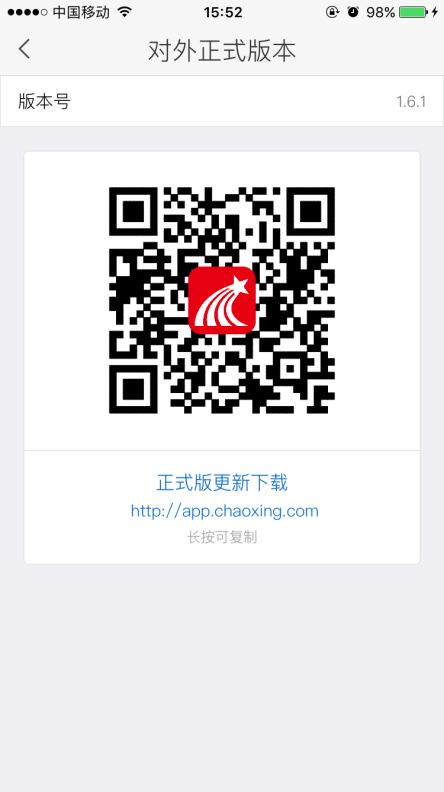 中国移动 15:52 98%
对外正式版本
版本号 1.6.1
正式版更新下载
http://app.chaoxing.com
长按可复制